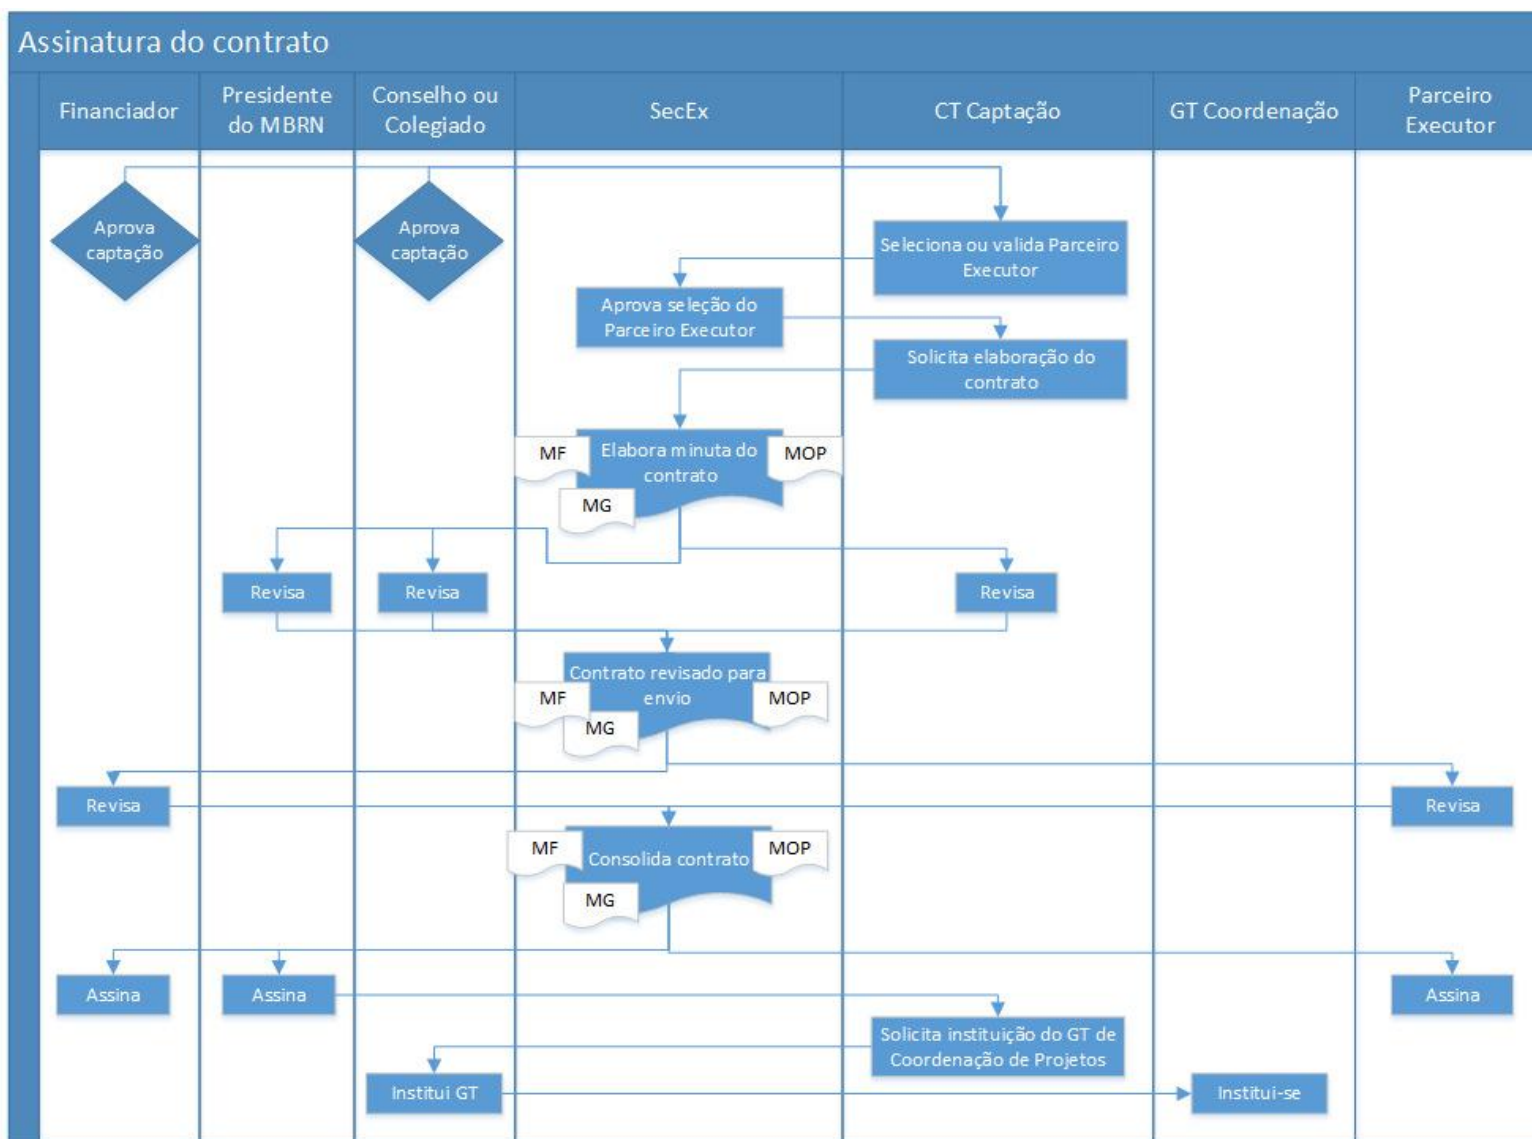 Assinatura do contrato
Financiador
Presidente
do MBRN
Conselho ou
Colegiado
SecEx
CT Captação
GT Coordenação
Parceiro
Executor
Aprova
captação
Aprova
captação
Seleciona ou valida Parceiro
Executor
Aprova seleção do
Parceiro Executor
Solicita elaboração do
contrato
MF
Elabora minuta do
contrato
MOP
MG
Revisa
Revisa
Revisa
Contrato revisado para
envio
MF
MOP
MG
Revisa
Revisa
MF
Consolida contrato
MOP
MG
Assina
Assina
Assina
Solicita instituição do GT de
Coordenação de Projetos
Institui GT
Institui-se